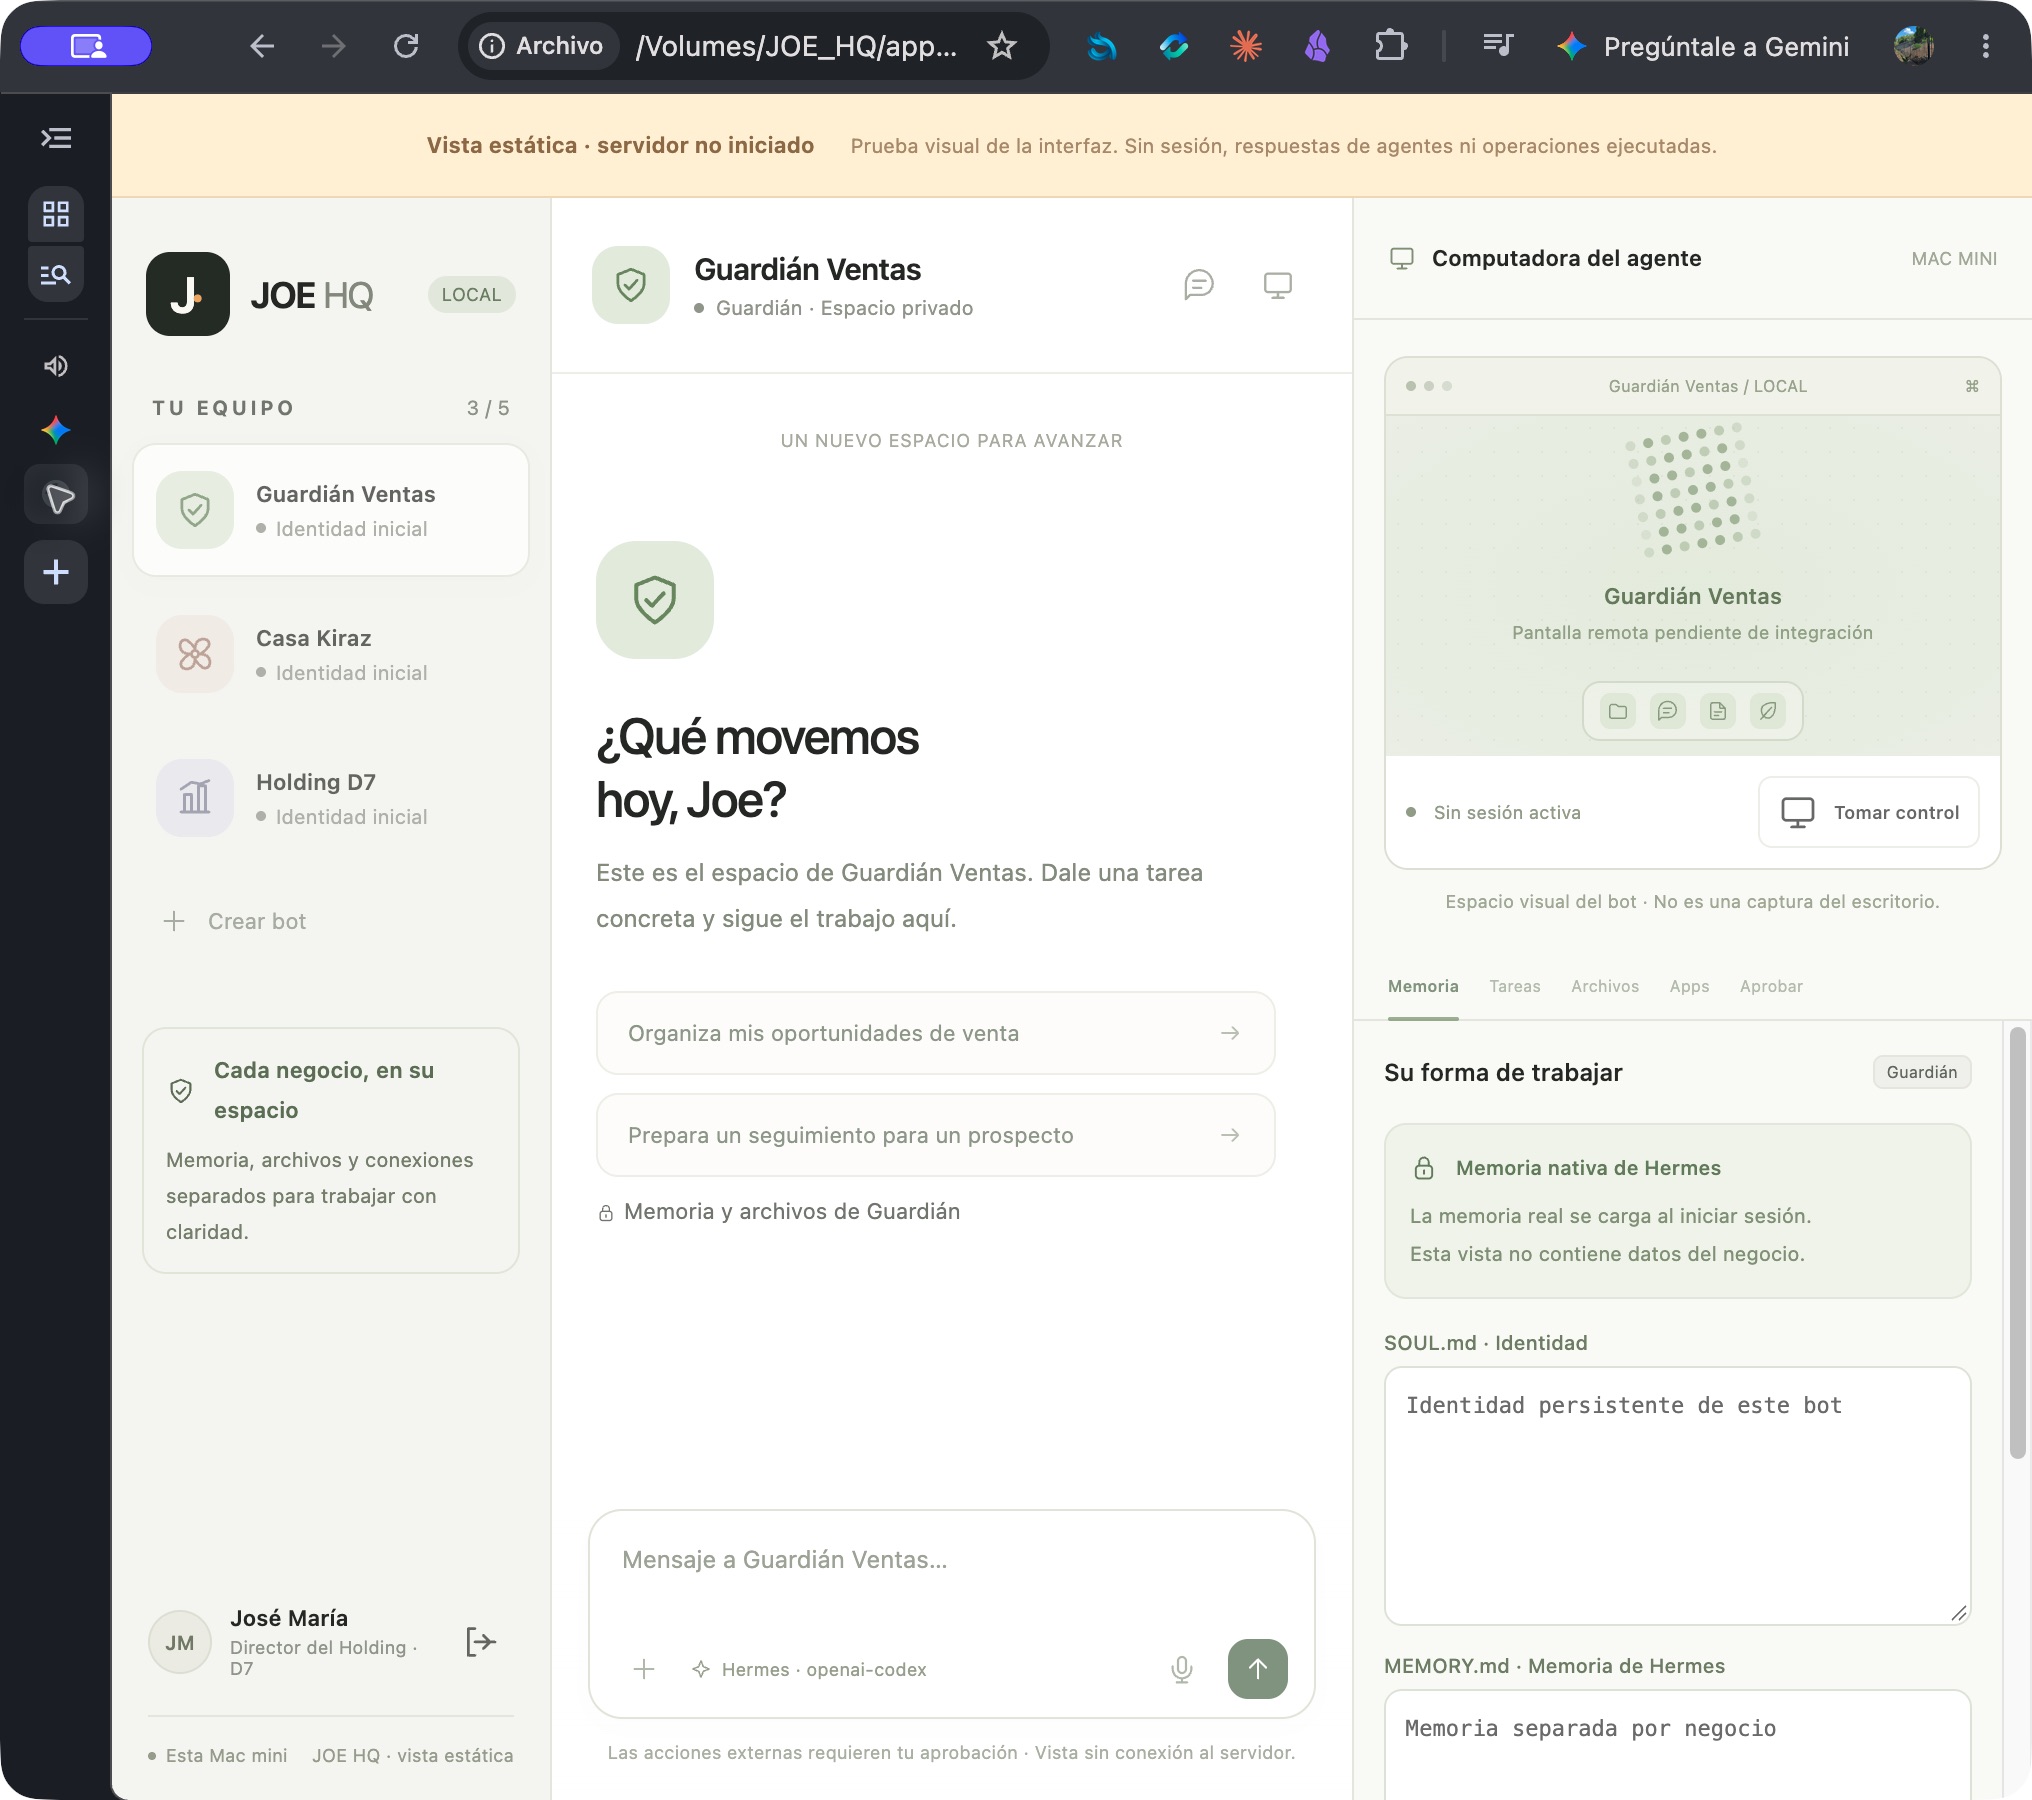 Archivo
/Volumes/JOE_HQ/app...
Pregúntale a Gemini
Vista estática · servidor no iniciado
Prueba visual de la interfaz. Sin sesión, respuestas de agentes ni operaciones ejecutadas.
J.
JOE HQ
LOCAL
TU EQUIPO
3 / 5
Guardián Ventas
Identidad inicial
Casa Kiraz
Identidad inicial
Holding D7
Identidad inicial
Crear bot
Cada negocio, en su
espacio
Memoria, archivos y conexiones
separados para trabajar con
claridad.
JM
José María
Director del Holding ·
D7
Esta Mac mini
JOE HQ · vista estática
Guardián Ventas
Guardián · Espacio privado
UN NUEVO ESPACIO PARA AVANZAR
¿Qué movemos
hoy, Joe?
Este es el espacio de Guardián Ventas. Dale una tarea
concreta y sigue el trabajo aquí.
Organiza mis oportunidades de venta
Prepara un seguimiento para un prospecto
Memoria y archivos de Guardián
Mensaje a Guardián Ventas...
Hermes · openai-codex
Las acciones externas requieren tu aprobación · Vista sin conexión al servidor.
Computadora del agente
MAC MINI
Guardián Ventas / LOCAL
⌘
Guardián Ventas
Pantalla remota pendiente de integración
Sin sesión activa
Tomar control
Espacio visual del bot · No es una captura del escritorio.
Memoria
Tareas
Archivos
Apps
Aprobar
Su forma de trabajar
Guardián
Memoria nativa de Hermes
La memoria real se carga al iniciar sesión.
Esta vista no contiene datos del negocio.
SOUL.md · Identidad
Identidad persistente de este bot
MEMORY.md · Memoria de Hermes
Memoria separada por negocio